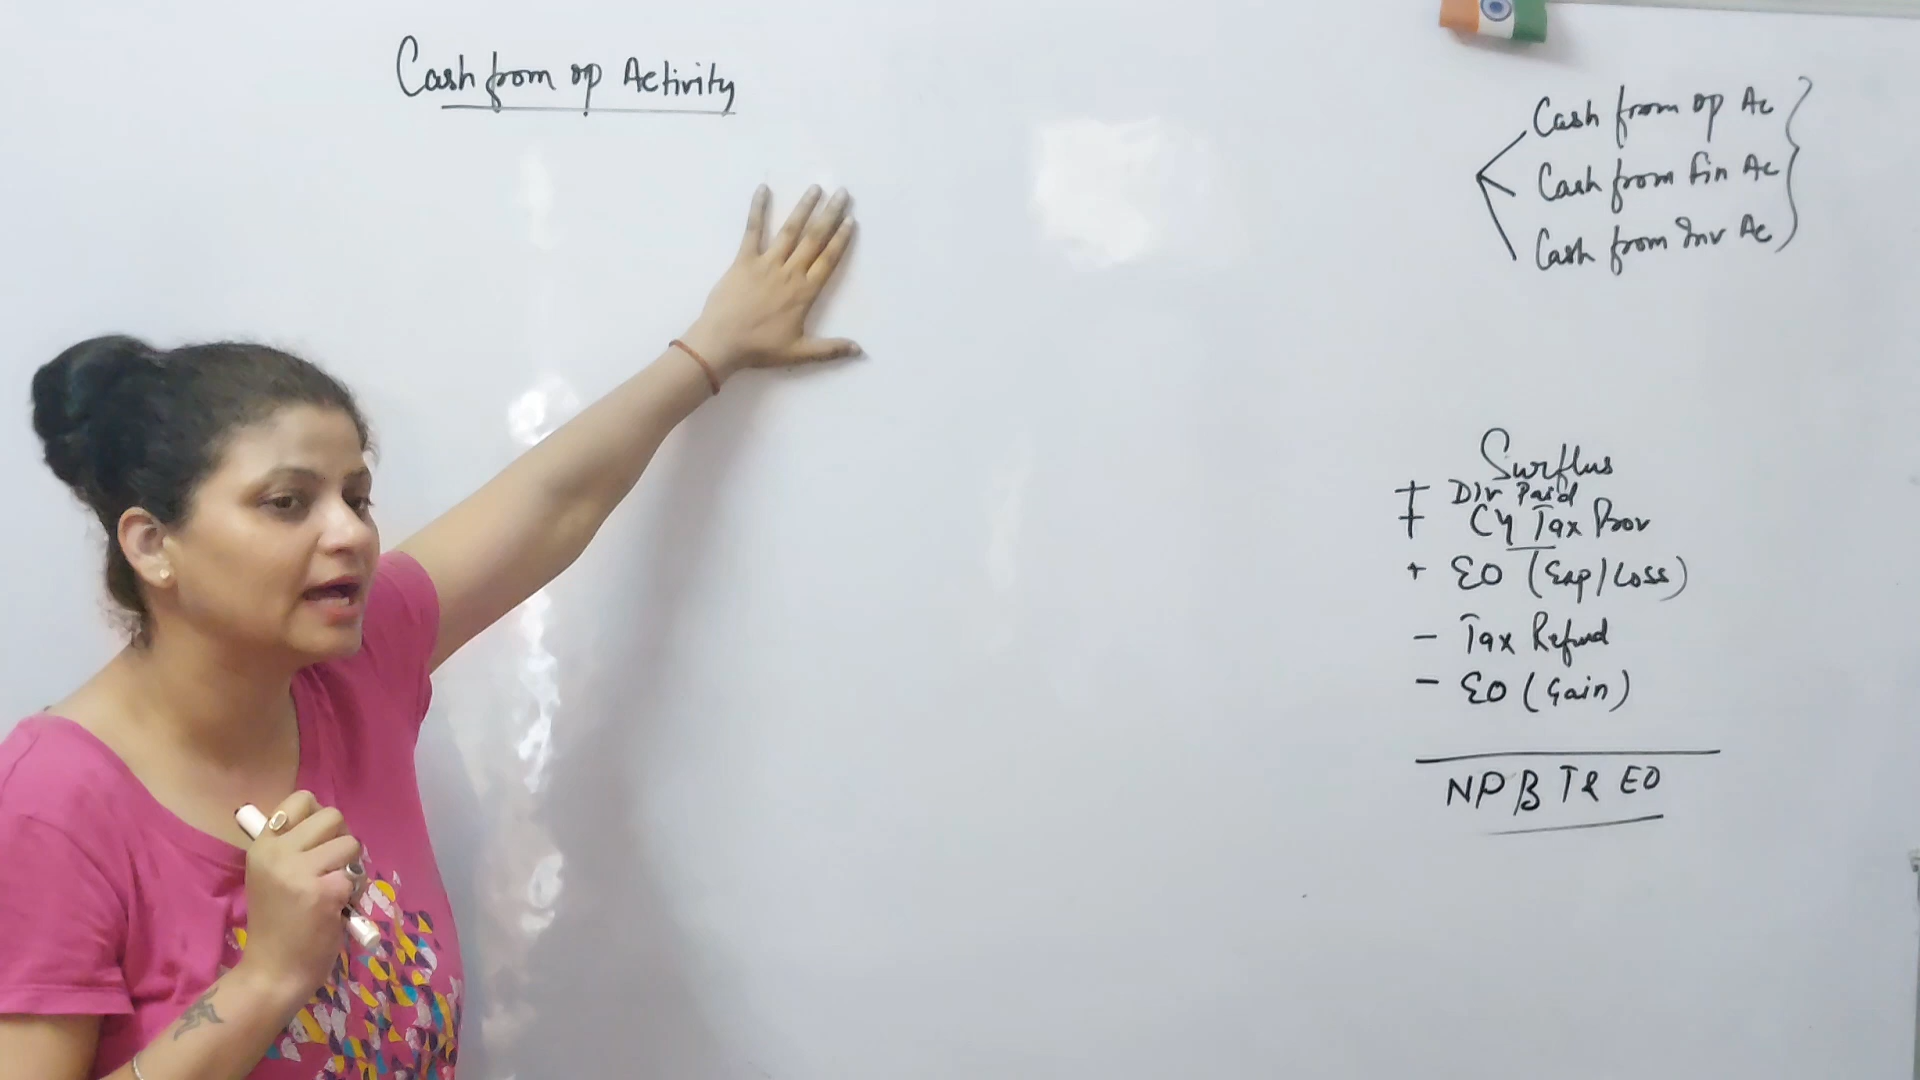 Cash from op Activity
Cash from op Ac
Cash from Fin Ac
Cash from Inv Ac
Surplus
+ Div Paid
+ Cy Tax Prov
+ EO (Exp/Loss)
- Tax Refund
- EO (Gain)
NP B T & EO